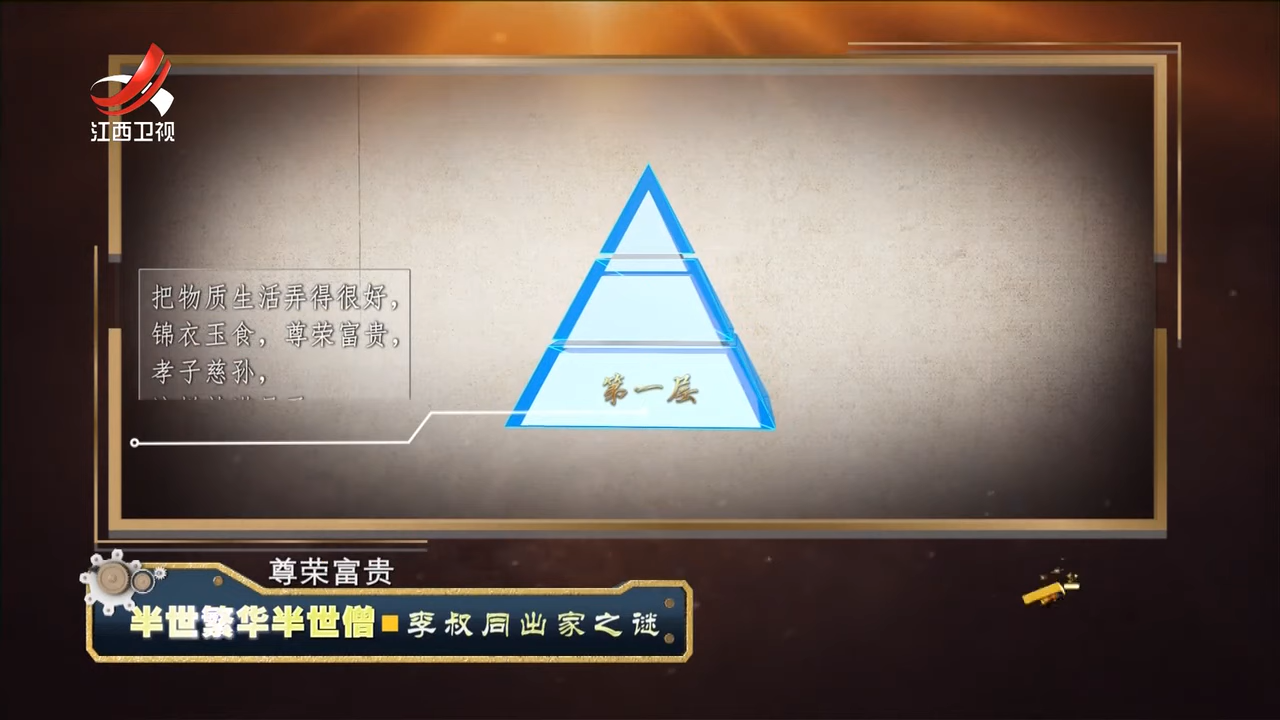 江西卫视
把物质生活弄得很好，
锦衣玉食，尊荣富贵，
孝子慈孙，
第一层
尊荣富贵
半世繁华半世僧■李叔同出家之谜